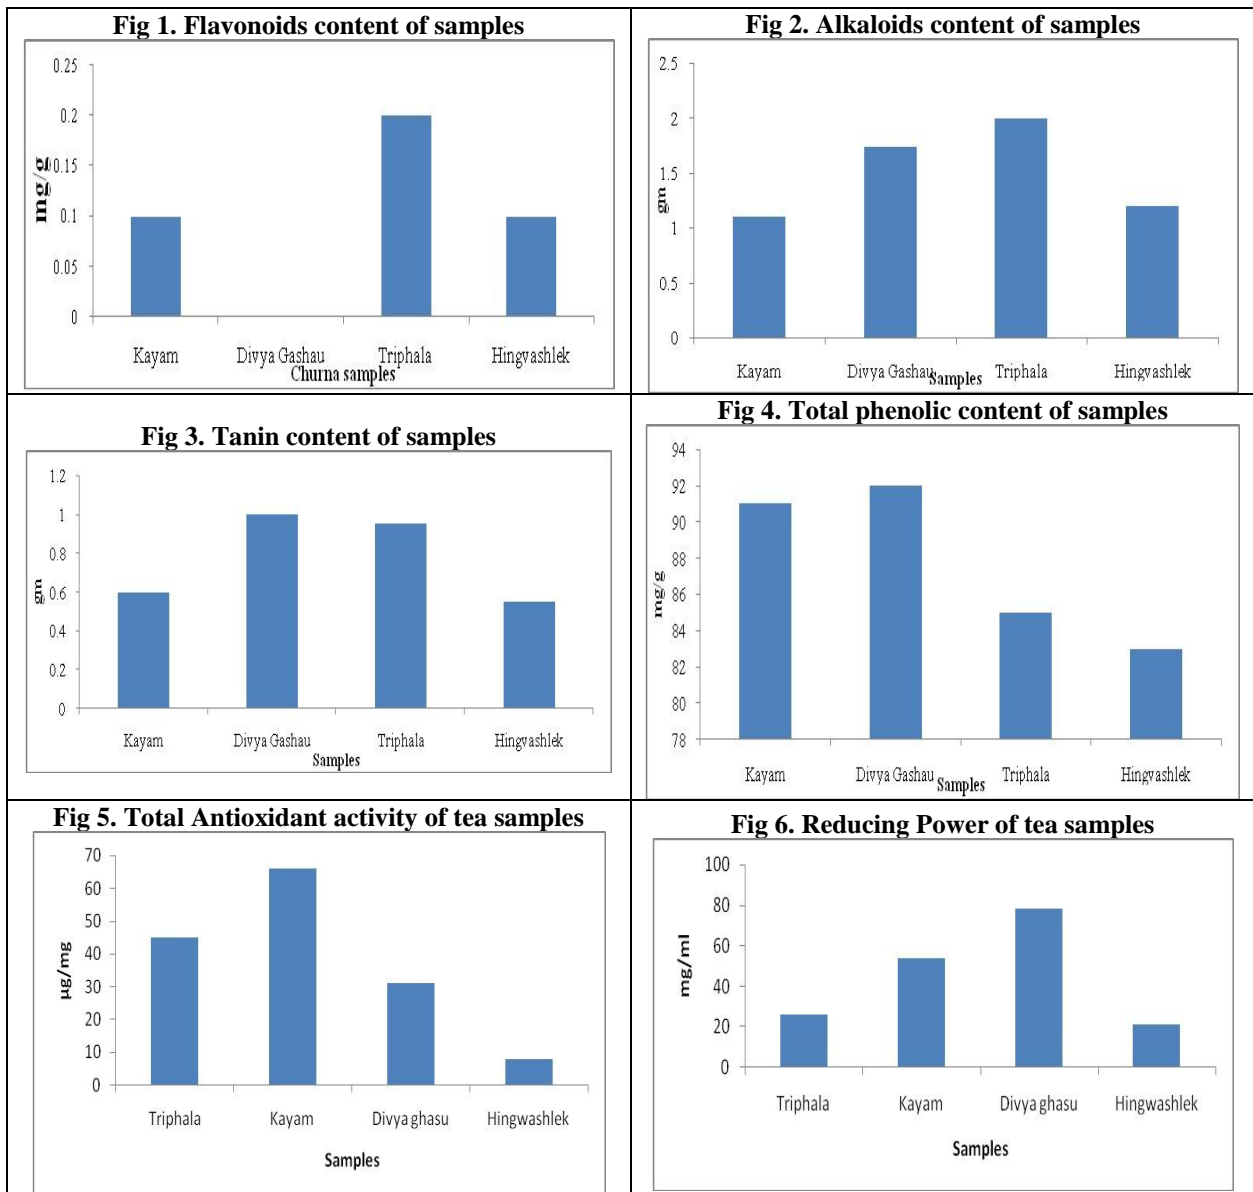 Fig 1. Flavonoids content of samples
0.25
0.2
0.15
0.1
0.05
0
mg/g
Kayam Divya Gashau Triphala Hingvashlek
Churna samples
Fig 2. Alkaloids content of samples
2.5
2
1.5
1
0.5
0
gm
Kayam Divya Gashau Triphala Hingvashlek
Samples
Fig 3. Tanin content of samples
1.2
1
0.8
0.6
0.4
0.2
0
gm
Kayam Divya Gashau Triphala Hingvashlek
Samples
Fig 4. Total phenolic content of samples
94
92
90
88
86
84
82
80
78
mg/g
Kayam Divya Gashau Triphala Hingvashlek
Samples
Fig 5. Total Antioxidant activity of tea samples
70
60
50
40
30
20
10
0
µg/mg
Triphala Kayam Divya ghasu Hingwashlek
Samples
Fig 6. Reducing Power of tea samples
100
80
60
40
20
0
mg/ml
Triphala Kayam Divya ghasu Hingwashlek
Samples